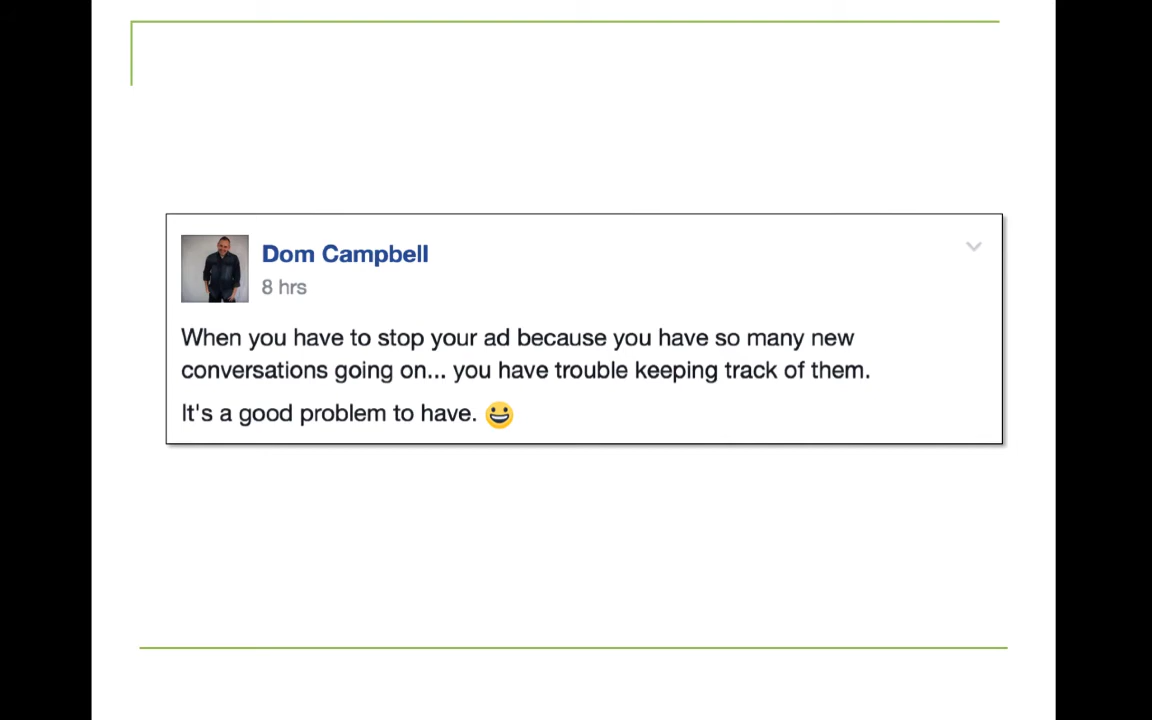 Dom Campbell
8 hrs
When you have to stop your ad because you have so many new
conversations going on... you have trouble keeping track of them.
It's a good problem to have. 😀